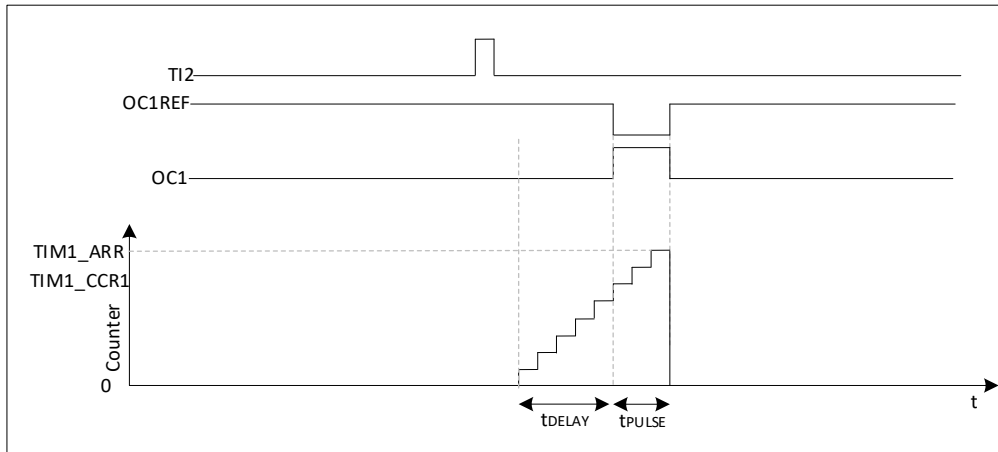 TI2
OC1REF
OC1
TIM1_ARR
TIM1_CCR1
Counter
0
t
tDELAY
tPULSE